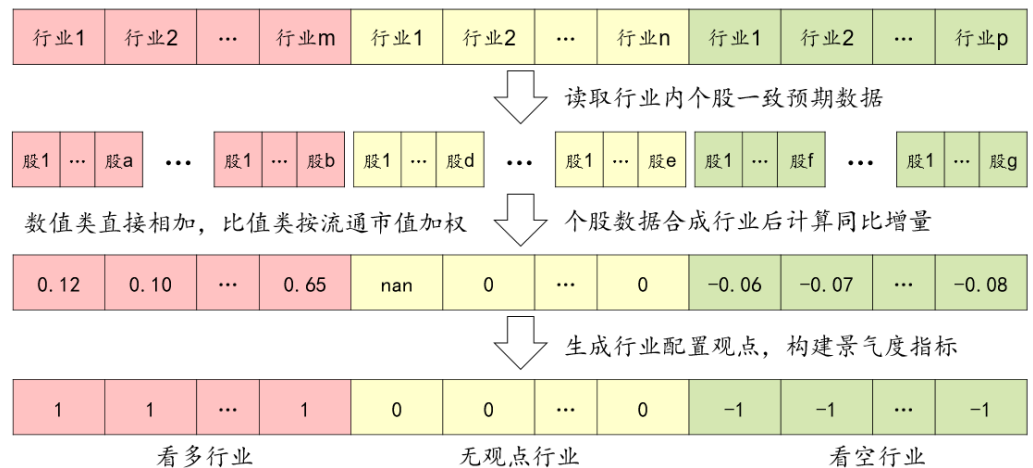 行业1 行业2 … 行业m 行业1 行业2 … 行业n 行业1 行业2 … 行业p
读取行业内个股一致预期数据
股1 … 股a … 股1 … 股b 股1 … 股d … 股1 … 股e 股1 … 股f … 股1 … 股g
数值类直接相加，比值类按流通市值加权 个股数据合成行业后计算同比增量
0.12 0.10 … 0.65 nan 0 … 0 -0.06 -0.07 … -0.08
生成行业配置观点，构建景气度指标
1 1 … 1 0 0 … 0 -1 -1 … -1
看多行业 无观点行业 看空行业